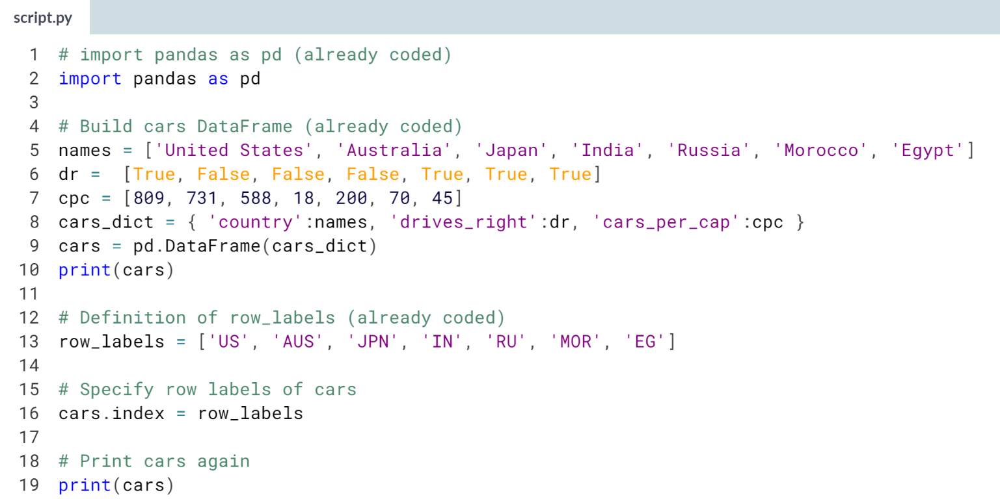 script.py
1 # import pandas as pd (already coded)
2 import pandas as pd
3
4 # Build cars DataFrame (already coded)
5 names = ['United States', 'Australia', 'Japan', 'India', 'Russia', 'Morocco', 'Egypt']
6 dr =  [True, False, False, False, True, True, True]
7 cpc = [809, 731, 588, 18, 200, 70, 45]
8 cars_dict = { 'country':names, 'drives_right':dr, 'cars_per_cap':cpc }
9 cars = pd.DataFrame(cars_dict)
10 print(cars)
11
12 # Definition of row_labels (already coded)
13 row_labels = ['US', 'AUS', 'JPN', 'IN', 'RU', 'MOR', 'EG']
14
15 # Specify row labels of cars
16 cars.index = row_labels
17
18 # Print cars again
19 print(cars)